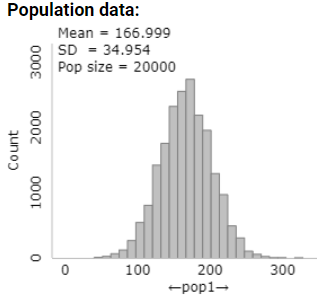 Population data:
Mean = 166.999
SD = 34.954
Pop size = 20000
3000
2000
1000
0
Count
0 100 200 300
←pop1→